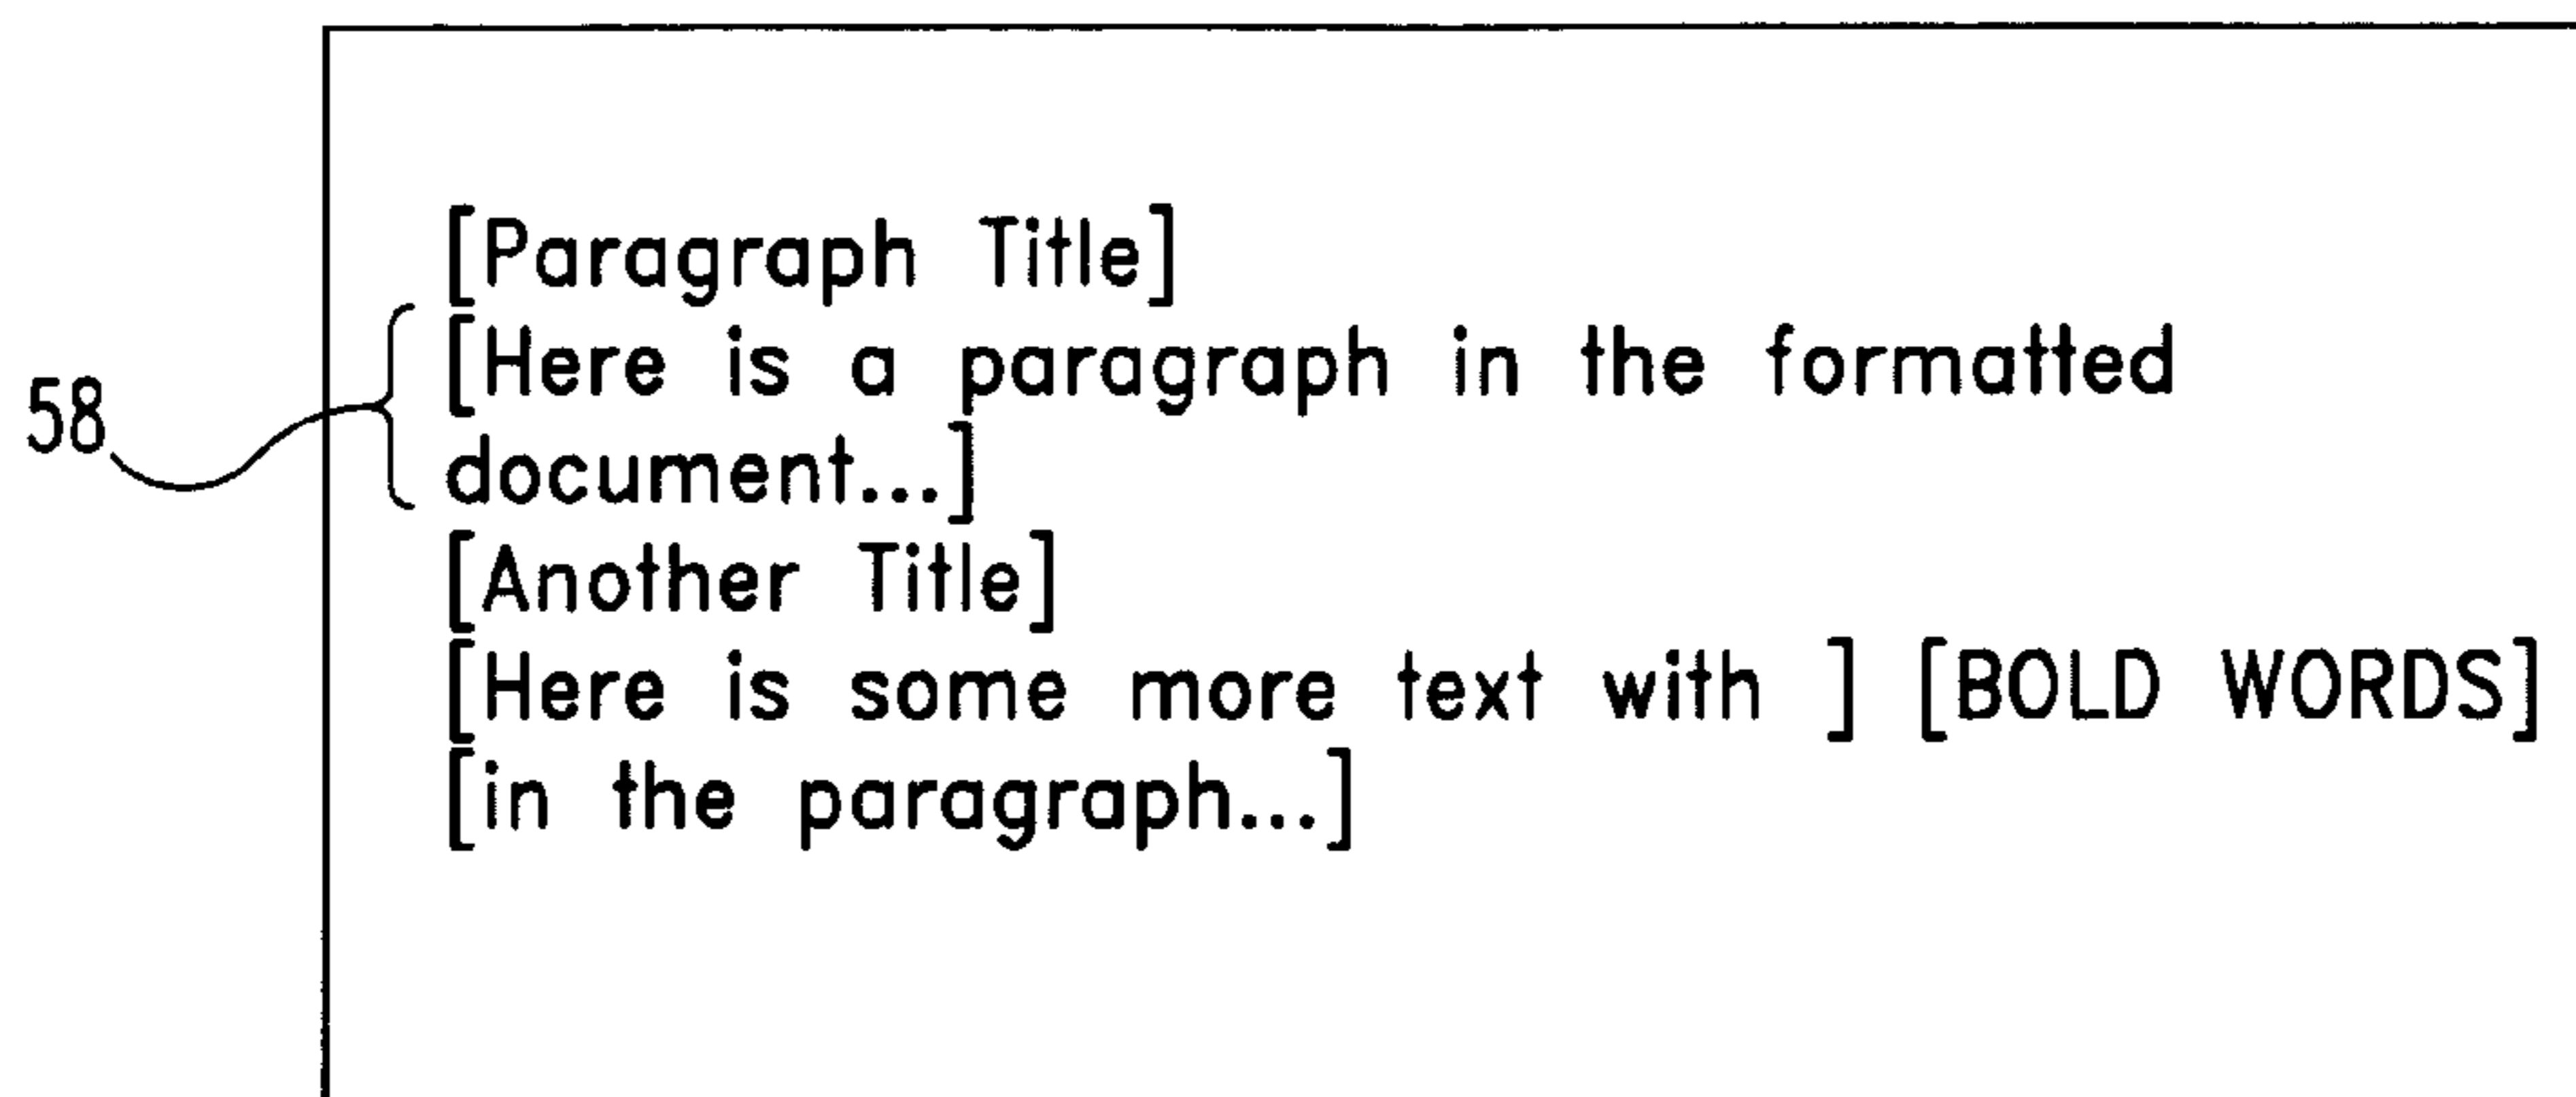 [Paragraph Title]
[Here is a paragraph in the formatted
58
document...]
[Another Title]
[Here is some more text with ] [BOLD WORDS]
[in the paragraph...]